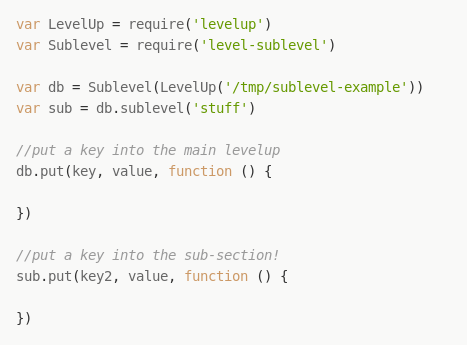 var LevelUp = require('levelup')
var Sublevel = require('level-sublevel')

var db = Sublevel(LevelUp('/tmp/sublevel-example'))
var sub = db.sublevel('stuff')

//put a key into the main levelup
db.put(key, value, function () {

})

//put a key into the sub-section!
sub.put(key2, value, function () {

})